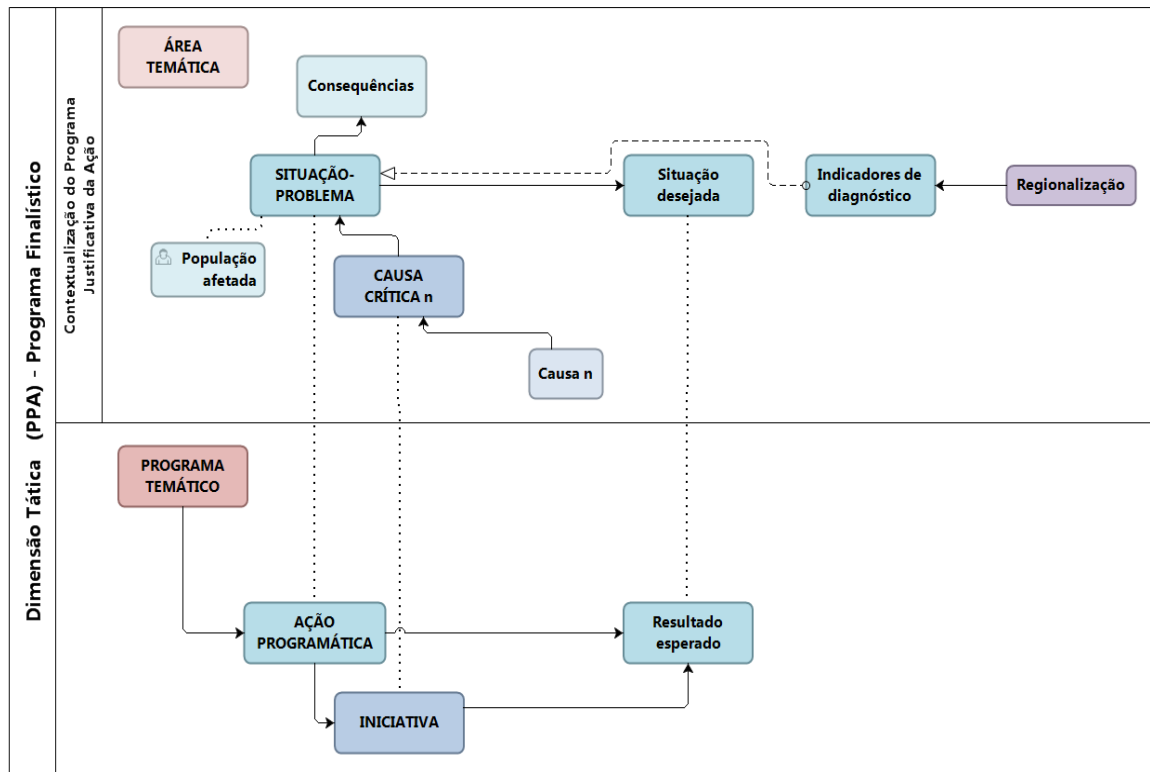 Dimensão Tática (PPA) - Programa Finalístico
Contextualização do Programa
Justificativa da Ação
ÁREA
TEMÁTICA
Consequências
SITUAÇÃO-
PROBLEMA
Situação
desejada
Indicadores de
diagnóstico
Regionalização
População
afetada
CAUSA
CRÍTICA n
Causa n
PROGRAMA
TEMÁTICO
AÇÃO
PROGRAMÁTICA
Resultado
esperado
INICIATIVA